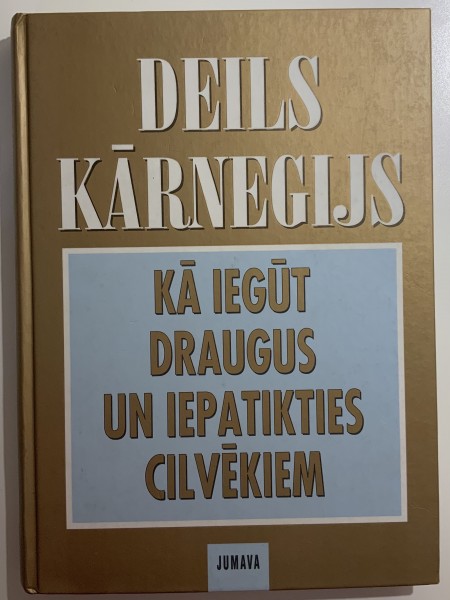 DEILS
KĀRNEGIJS
KĀ IEGŪT
DRAUGUS
UN IEPATIKTIES
CILVĒKIEM
JUMAVA